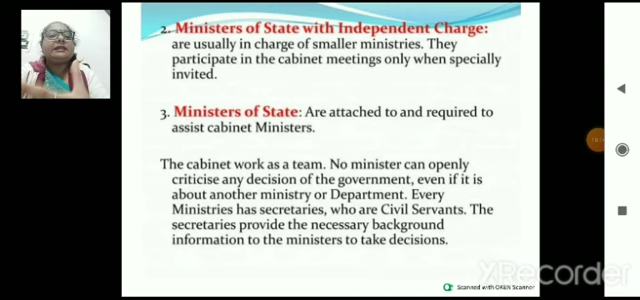 2. Ministers of State with Independent Charge:
are usually in charge of smaller ministries. They
participate in the cabinet meetings only when specially
invited.
3. Ministers of State: Are attached to and required to
assist cabinet Ministers.
The cabinet work as a team. No minister can openly
criticise any decision of the government, even if it is
about another ministry or Department. Every
Ministries has secretaries, who are Civil Servants. The
secretaries provide the necessary background
information to the ministers to take decisions.
Scanned with OKEN Scanner
XRecorder